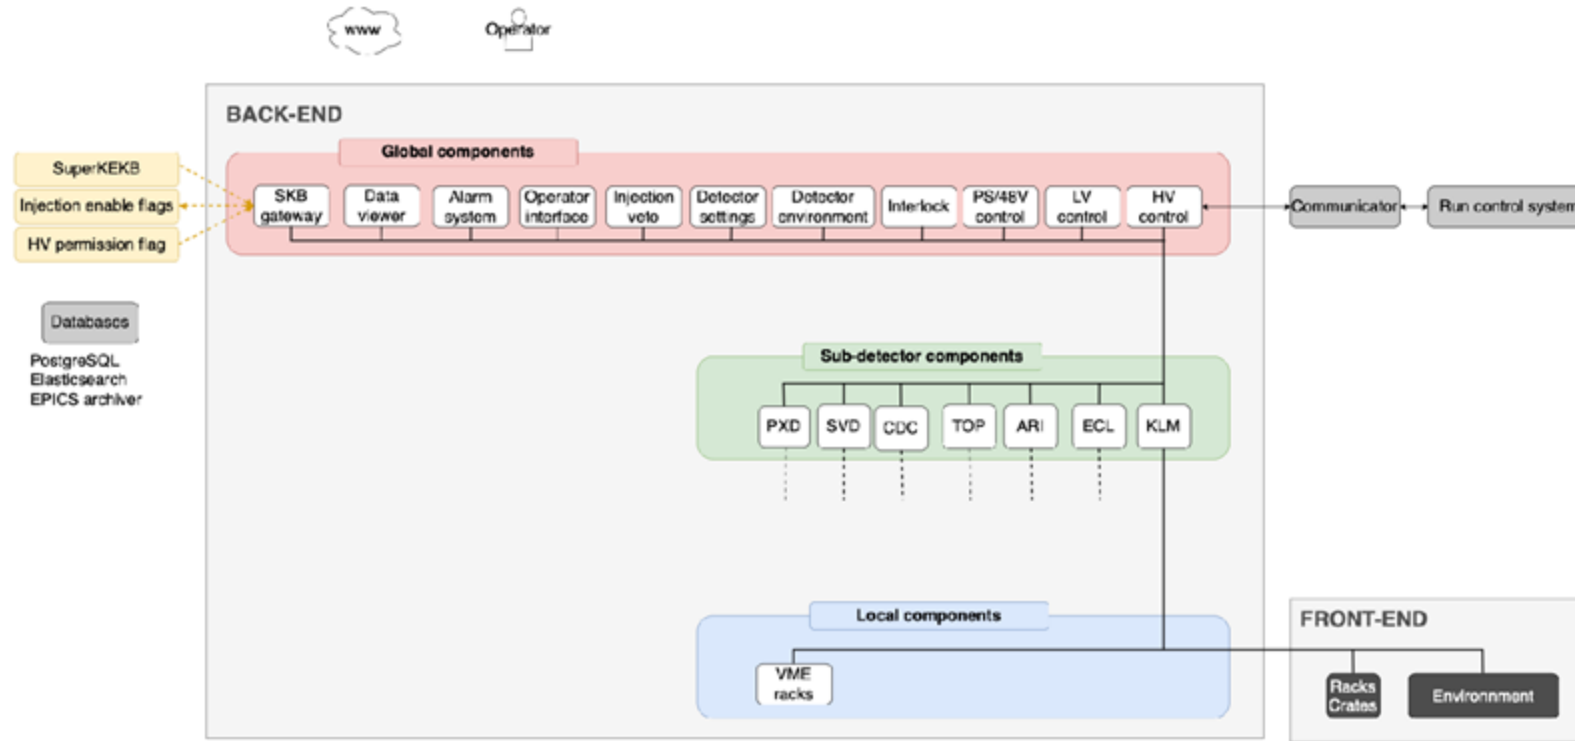 www
Operator
BACK-END
Global components
SuperKEKB
Injection enable flags
HV permission flag
SKB
gateway
Data
viewer
Alarm
system
Operator
interface
Injection
veto
Detector
settings
Detector
environment
Interlock
PS/48V
control
LV
control
HV
control
Communicator
Run control system
Databases
PostgreSQL
Elasticsearch
EPICS archiver
Sub-detector components
PXD
SVD
CDC
TOP
ARI
ECL
KLM
Local components
VME
racks
FRONT-END
Racks
Crates
Environnment